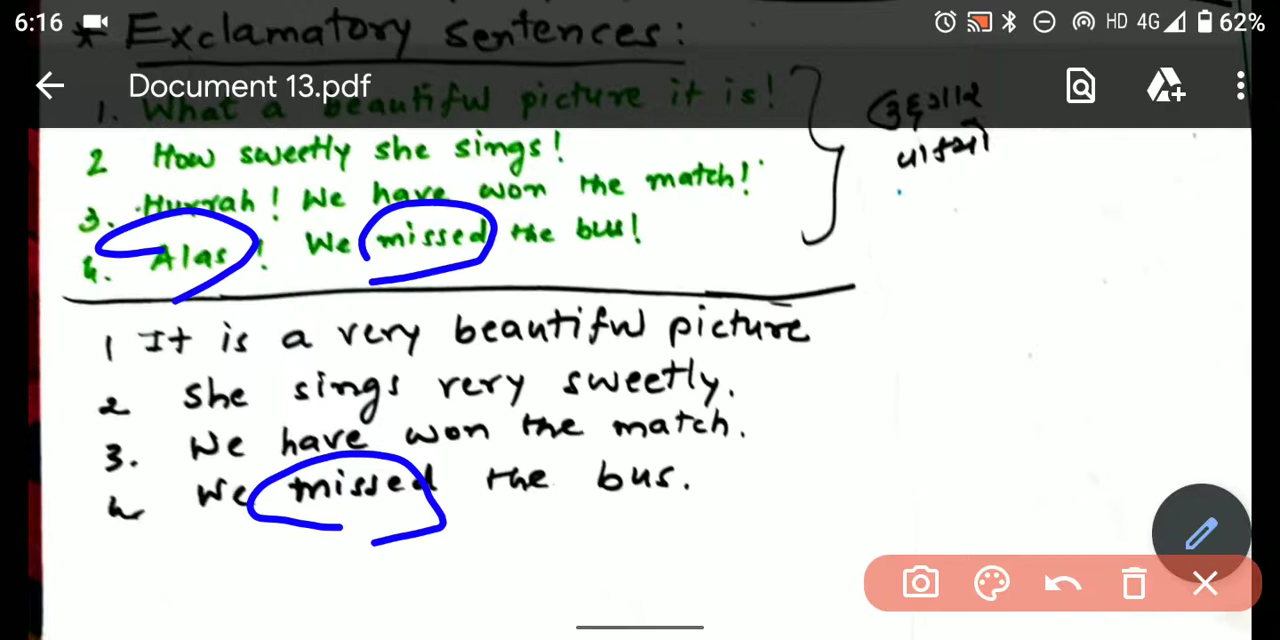 6:16 HD 4G 62%
* Exclamatory sentences:
Document 13.pdf
1. What a beautiful picture it is!
2 How sweetly she sings!
3. Hurrah! We have won the match!
4. Alas! We missed the bus!
1 It is a very beautiful picture
2 She sings very sweetly.
3. We have won the match.
4 We missed the bus.